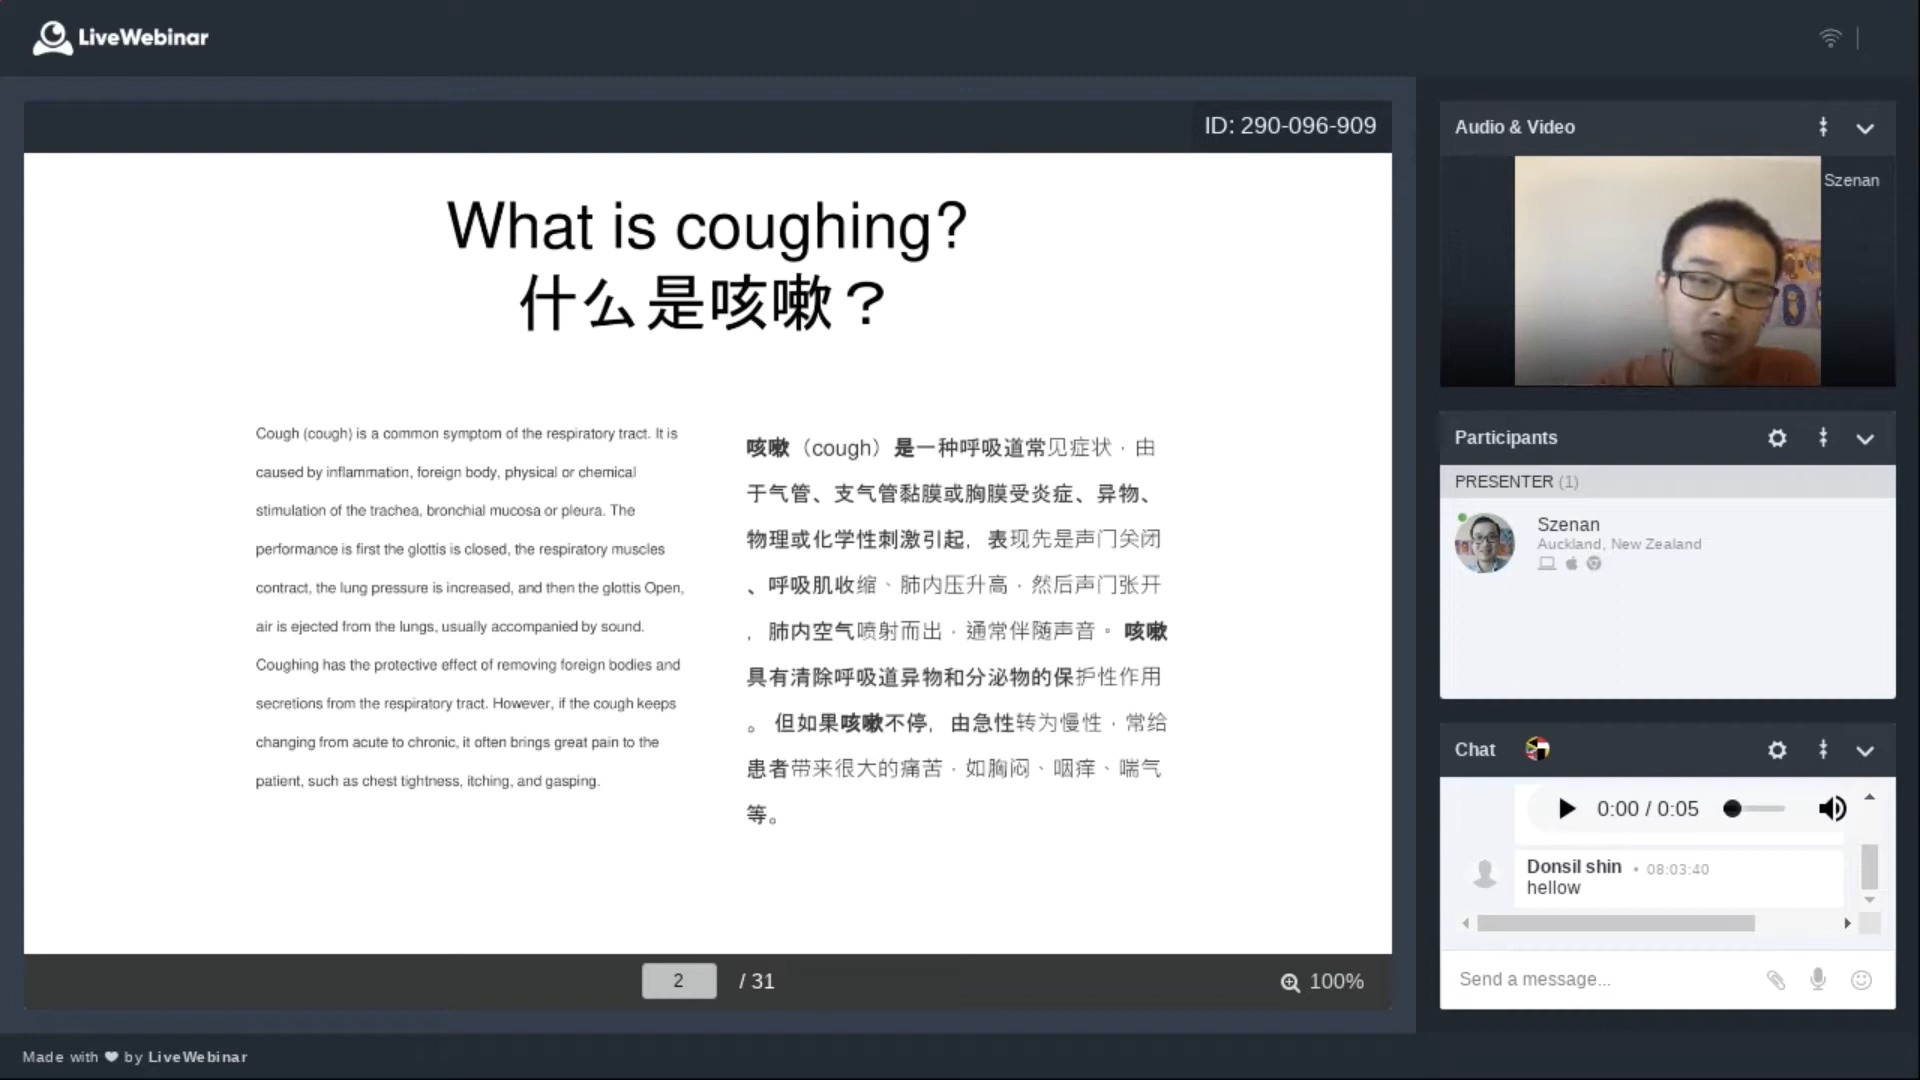 LiveWebinar
ID: 290-096-909
What is coughing?
什么是咳嗽？
Cough (cough) is a common symptom of the respiratory tract. It is
caused by inflammation, foreign body, physical or chemical
stimulation of the trachea, bronchial mucosa or pleura. The
performance is first the glottis is closed, the respiratory muscles
contract, the lung pressure is increased, and then the glottis Open,
air is ejected from the lungs, usually accompanied by sound.
Coughing has the protective effect of removing foreign bodies and
secretions from the respiratory tract. However, if the cough keeps
changing from acute to chronic, it often brings great pain to the
patient, such as chest tightness, itching, and gasping.
咳嗽（cough）是一种呼吸道常见症状，由
于气管、支气管黏膜或胸膜受炎症、异物、
物理或化学性刺激引起，表现先是声门关闭
、呼吸肌收缩、肺内压升高，然后声门张开
，肺内空气喷射而出，通常伴随声音。咳嗽
具有清除呼吸道异物和分泌物的保护性作用
。但如果咳嗽不停，由急性转为慢性，常给
患者带来很大的痛苦，如胸闷、咽痒、喘气
等。
2 / 31
100%
Audio & Video
Szenan
Participants
PRESENTER (1)
Szenan
Auckland, New Zealand
Chat
0:00 / 0:05
Donsil shin • 08:03:40
hellow
Send a message...
Made with ❤ by LiveWebinar